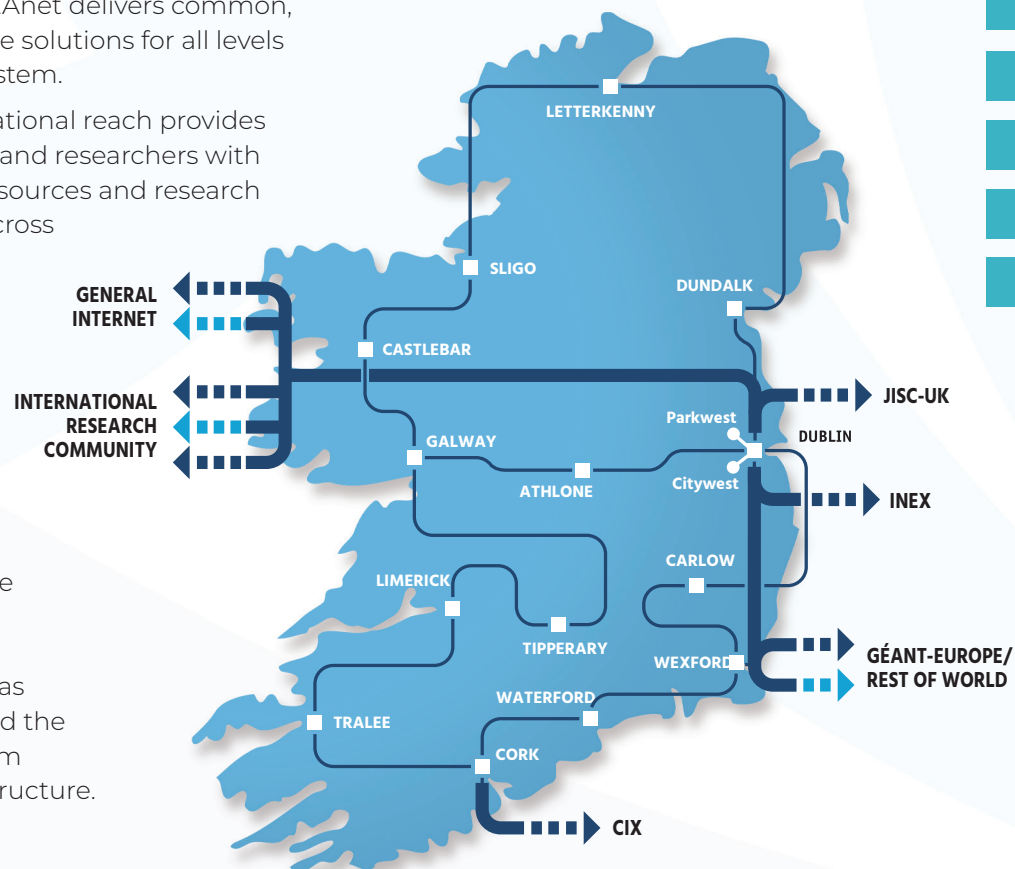 Anet delivers common,
e solutions for all levels
stem.
ational reach provides
and researchers with
sources and research
cross
LETTERKENNY
SLIGO
DUNDALK
GENERAL
INTERNET
CASTLEBAR
INTERNATIONAL
RESEARCH
COMMUNITY
JISC-UK
Parkwest
DUBLIN
GALWAY
ATHLONE
Citywest
INEX
CARLOW
LIMERICK
e
TIPPERARY
WEXFORD
GÉANT-EUROPE/
REST OF WORLD
as
d the
m
ructure.
WATERFORD
TRALEE
CORK
CIX